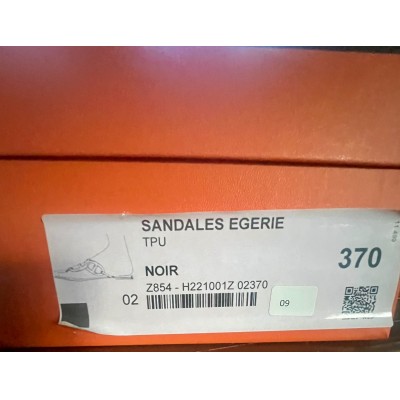 SANDALES EGERIE
TPU
NOIR
370
Z854 - H221001Z 02370
02
09